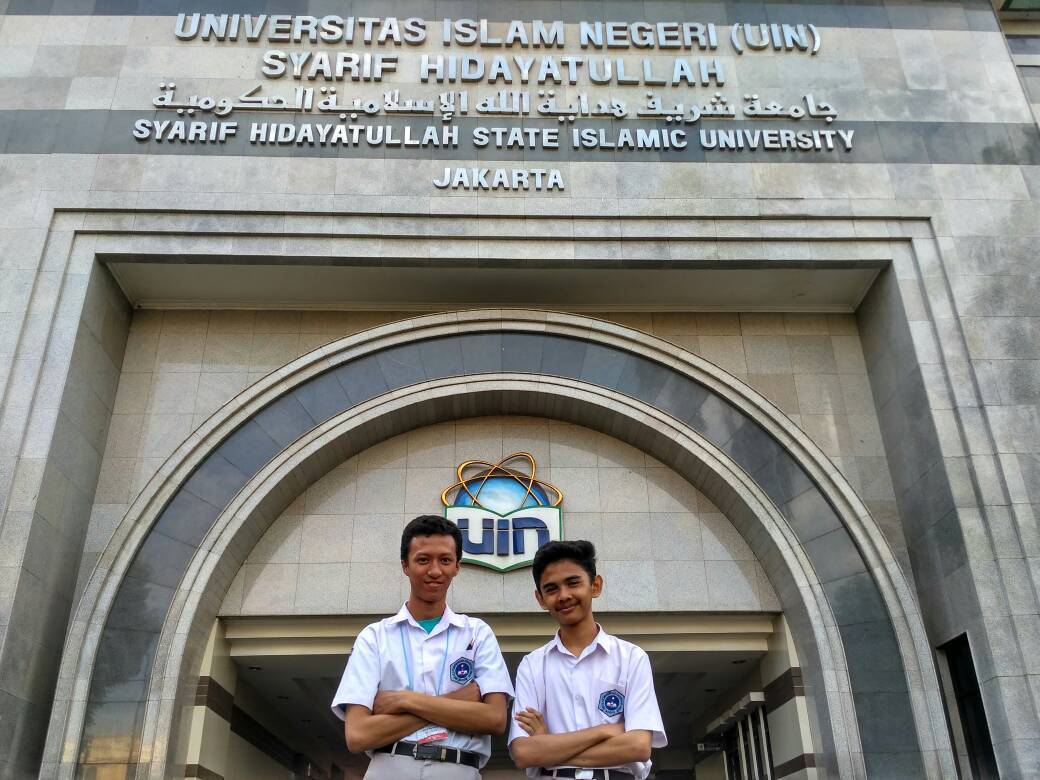 UNIVERSITAS ISLAM NEGERI (UIN)
SYARIF HIDAYATULLAH
جامعة شريف هداية الله الإسلامية الحكومية
SYARIF HIDAYATULLAH STATE ISLAMIC UNIVERSITY
JAKARTA
UIN